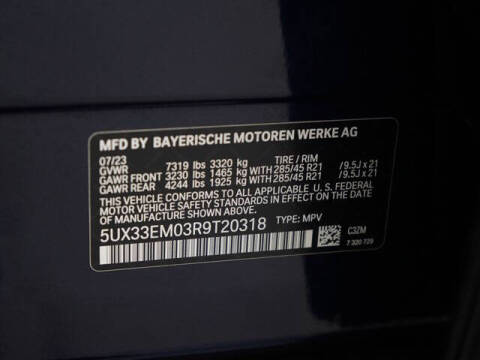 MFD BY BAYERISCHE MOTOREN WERKE AG
07/23
GVWR 7319 lbs 3320 kg TIRE / RIM
GAWR FRONT 3230 lbs 1465 kg WITH 285/45 R21 / 9.5J x 21
GAWR REAR 4244 lbs 1925 kg WITH 285/45 R21 / 9.5J x 21
THIS VEHICLE CONFORMS TO ALL APPLICABLE U.S. FEDERAL
MOTOR VEHICLE SAFETY STANDARDS IN EFFECT ON THE DATE
OF MANUFACTURE SHOWN ABOVE.
5UX33EM03R9T20318 TYPE: MPV
C3ZM
7 320 729